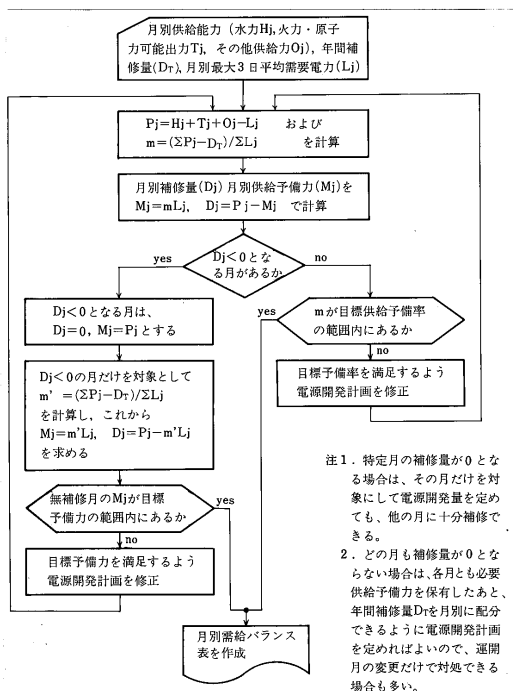 月別供給能力（水力Hj,火力・原子
力可能出力Tj, その他供給力Oj），年間補
修量(DT),月別最大3日平均需要電力(Lj)
Pj=Hj+Tj+Oj−Lj および
m=(ΣPj−DT)/ΣLj を計算
月別補修量(Dj)月別供給予備力(Mj)を
Mj=mLj, Dj=Pj−Mj で計算
Dj<0とな
る月があるか
yes
no
Dj<0となる月は、
Dj=0, Mj=Pjとする
yes
mが目標供給予備率
の範囲内にあるか
no
Dj<0の月だけを対象として
m'=(ΣPj−DT)/ΣLj
を計算し，これから
Mj=m'Lj, Dj=Pj−m'Lj
を求める
目標予備率を満足するよう
電源開発計画を修正
無補修月のMjが目標
予備力の範囲内にあるか
yes
no
目標予備力を満足するよう
電源開発計画を修正
月別需給バランス
表を作成
注1．特定月の補修量が0とな
る場合は、その月だけを対
象にして電源開発量を定め
ても、他の月に十分補修で
きる。
2．どの月も補修量が0とな
らない場合は、各月とも必要
供給予備力を保有したあと、
年間補修量DTを月別に配分
できるように電源開発計画
を定めればよいので、運開
月の変更だけで対処できる
場合も多い。